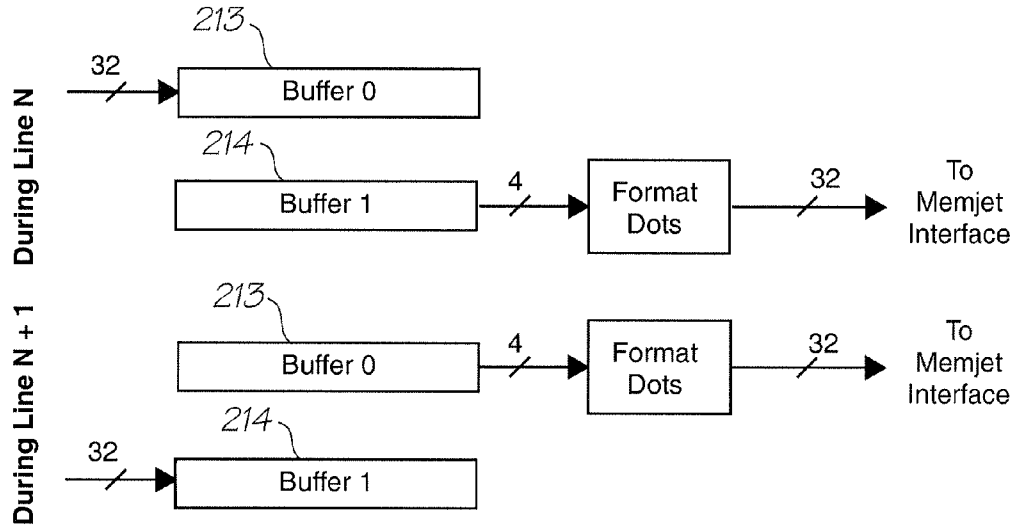 During Line N
213
32
Buffer 0
214
Buffer 1
4
Format
Dots
32
To
Memjet
Interface
During Line N + 1
213
Buffer 0
4
Format
Dots
32
To
Memjet
Interface
214
32
Buffer 1